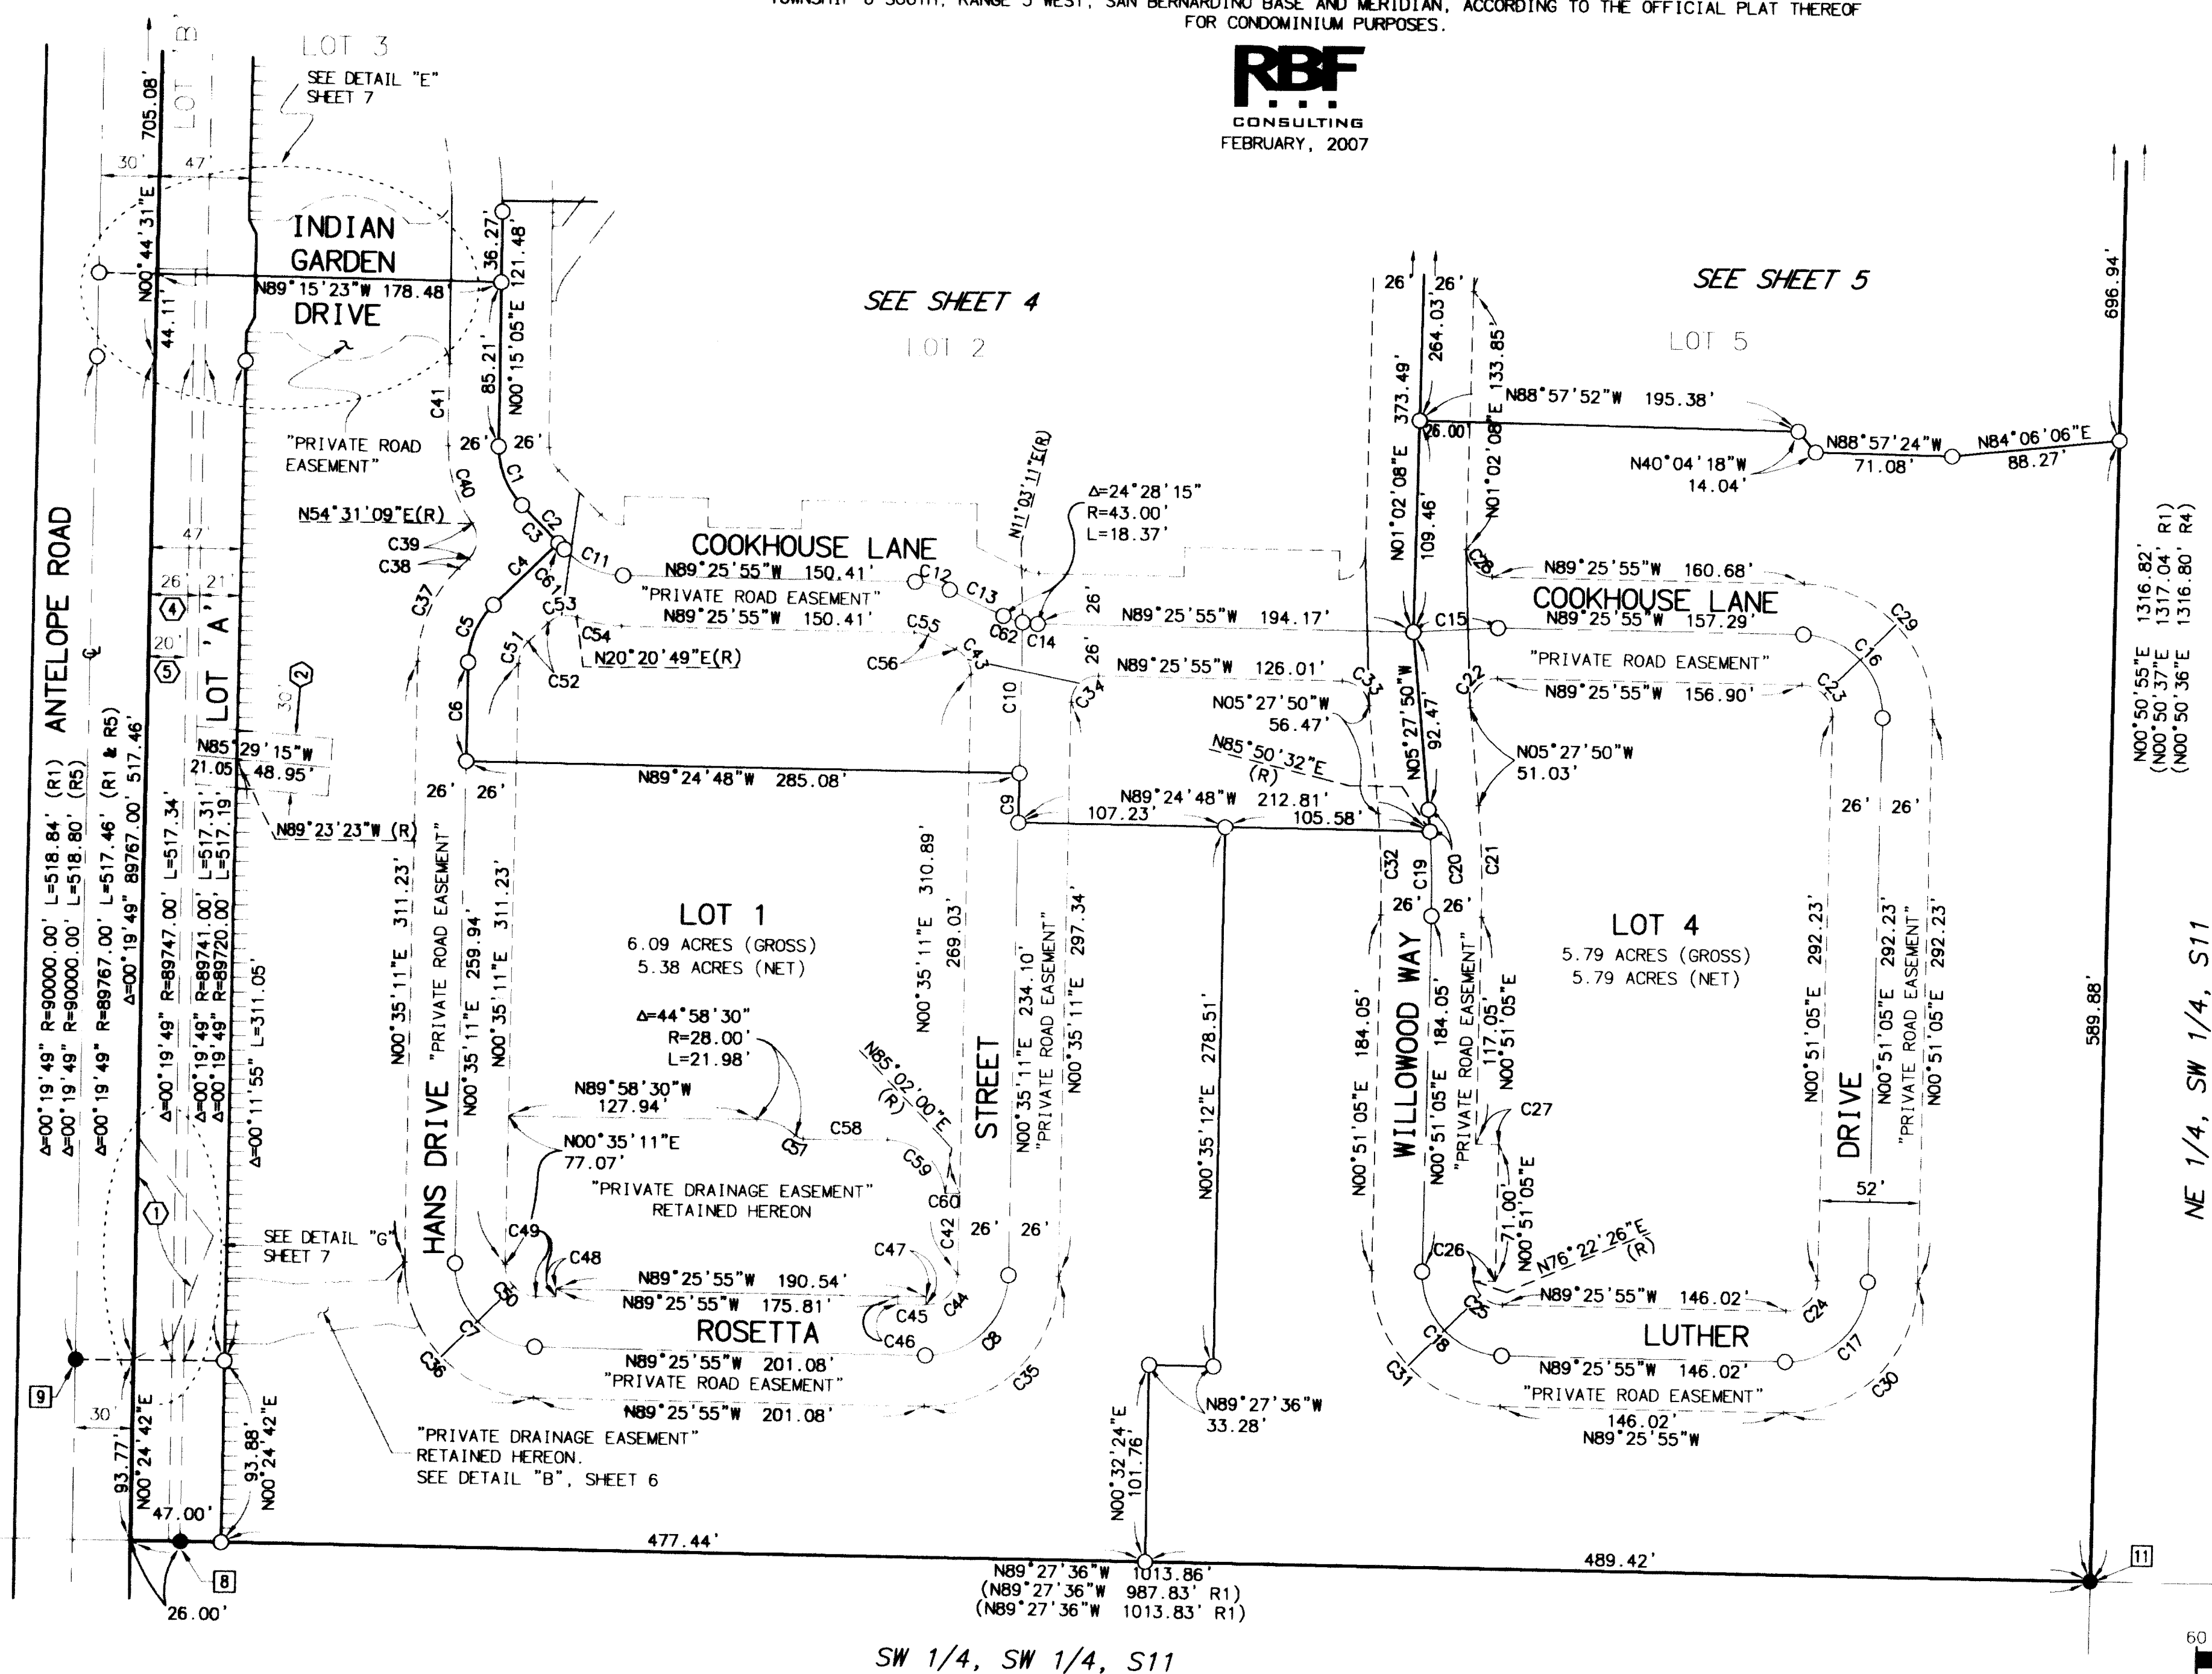 TOWNSHIP 6 SOUTH, RANGE 3 WEST, SAN BERNARDINO BASE AND MERIDIAN, ACCORDING TO THE OFFICIAL PLAT THEREOF
FOR CONDOMINIUM PURPOSES.
RBF
CONSULTING
FEBRUARY, 2007
LOT 3
SEE DETAIL "E"
SHEET 7
LOT 'B'
705.08'
N00°44'31"E
44.11'
30'
47'
INDIAN
GARDEN
N89°15'23"W 178.48'
DRIVE
36.27'
121.48'
N00°15'05"E
85.21'
C41
"PRIVATE ROAD
EASEMENT"
26'
26'
C40
C1
C2
C3
N54°31'09"E(R)
C39
C38
C37
C4
C5
C6
C61
C11
C53
C54
C51
C52
N20°20'49"E(R)
SEE SHEET 4
LOT 2
COOKHOUSE LANE
N89°25'55"W 150.41'
"PRIVATE ROAD EASEMENT"
N89°25'55"W 150.41'
C12
C13
C55
C56
C43
C62
C14
C10
N11°03'11"E(R)
Δ=24°28'15"
R=43.00'
L=18.37'
26'
26'
N89°25'55"W 194.17'
N89°25'55"W 126.01'
C34
C33
26'
26'
264.03'
N01°02'08"E 373.49'
109.46'
N01°02'08"E 133.85'
26.00'
SEE SHEET 5
LOT 5
N88°57'52"W 195.38'
N40°04'18"W
14.04'
N88°57'24"W
71.08'
N84°06'06"E
88.27'
696.94'
C28
N89°25'55"W 160.68'
COOKHOUSE LANE
C15
N89°25'55"W 157.29'
"PRIVATE ROAD EASEMENT"
N89°25'55"W 156.90'
C22
C29
C16
C23
N05°27'50"W
56.47'
N05°27'50"W
92.47'
N85°50'32"E
(R)
N05°27'50"W
51.03'
N00°50'55"E 1316.82'
(N00°50'37"E 1317.04' R1)
(N00°50'36"E 1316.80' R4)
ANTELOPE ROAD
47'
26'
21'
4
20'
5
30'
2
LOT 'A'
N85°29'15"W
21.05'
48.95'
N89°23'23"W (R)
Δ=00°19'49" R=90000.00' L=518.84' (R1)
Δ=00°19'49" R=90000.00' L=518.80' (R5)
Δ=00°19'49" R=89767.00' L=517.46' (R1 & R5)
Δ=00°19'49" 89767.00' 517.46'
Δ=00°19'49" R=89747.00' L=517.34'
Δ=00°19'49" R=89741.00' L=517.31'
Δ=00°19'49" R=89720.00' L=517.19'
Δ=00°11'55" L=311.05'
26'
26'
N89°24'48"W 285.08'
C9
N89°24'48"W 212.81'
107.23'
105.58'
C32
C19
C20
C21
26'
26'
26'
26'
N00°35'11"E 311.23'
HANS DRIVE
"PRIVATE ROAD EASEMENT"
N00°35'11"E 259.94'
N00°35'11"E 311.23'
LOT 1
6.09 ACRES (GROSS)
5.38 ACRES (NET)
Δ=44°58'30"
R=28.00'
L=21.98'
N89°58'30"W
127.94'
N00°35'11"E
77.07'
C57
C58
C59
C60
C42
N85°02'00"E
(R)
"PRIVATE DRAINAGE EASEMENT"
RETAINED HEREON
N00°35'11"E 310.89'
269.03'
STREET
N00°35'11"E 234.10'
"PRIVATE ROAD EASEMENT"
N00°35'11"E 297.34'
N00°35'12"E 278.51'
LOT 4
5.79 ACRES (GROSS)
5.79 ACRES (NET)
N00°51'05"E 184.05'
WILLOWOOD WAY
N00°51'05"E 184.05'
"PRIVATE ROAD EASEMENT"
117.05'
N00°51'05"E
C27
71.00'
N00°51'05"E
C26
N76°22'26"E
(R)
N00°51'05"E 292.23'
DRIVE
N00°51'05"E 292.23'
"PRIVATE ROAD EASEMENT"
N00°51'05"E 292.23'
52'
589.88'
NE 1/4, SW 1/4, S11
1
SEE DETAIL "G"
SHEET 7
C49
C48
C50
C7
C36
C47
26'
26'
N89°25'55"W 190.54'
N89°25'55"W 175.81'
C45
C44
C46
C8
C35
ROSETTA
N89°25'55"W 201.08'
"PRIVATE ROAD EASEMENT"
N89°25'55"W 201.08'
C25
C18
C31
N89°25'55"W 146.02'
C24
LUTHER
C17
N89°25'55"W 146.02'
"PRIVATE ROAD EASEMENT"
C30
146.02'
N89°25'55"W
9
30'
93.77'
N00°24'42"E
93.88'
N00°24'42"E
47.00'
8
26.00'
"PRIVATE DRAINAGE EASEMENT"
RETAINED HEREON.
SEE DETAIL "B", SHEET 6
N89°27'36"W
33.28'
N00°32'24"E
101.76'
477.44'
489.42'
11
N89°27'36"W 1013.86'
(N89°27'36"W 987.83' R1)
(N89°27'36"W 1013.83' R1)
SW 1/4, SW 1/4, S11
60